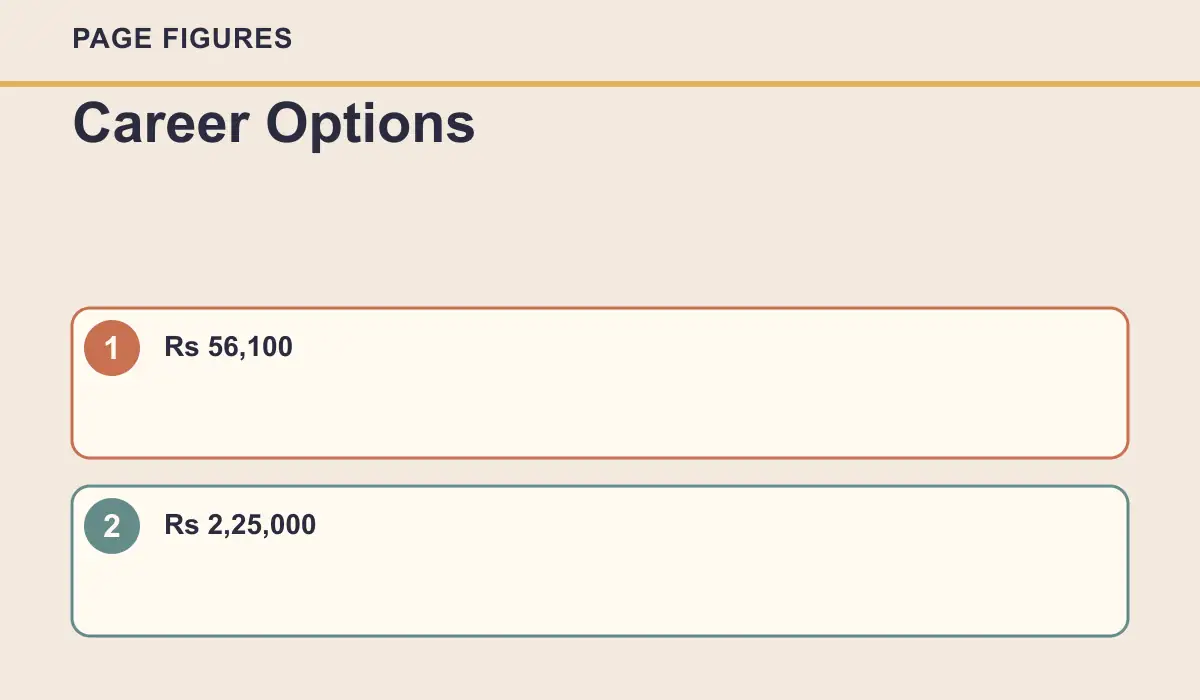 PAGE FIGURES
Career Options
1 Rs 56,100
2 Rs 2,25,000